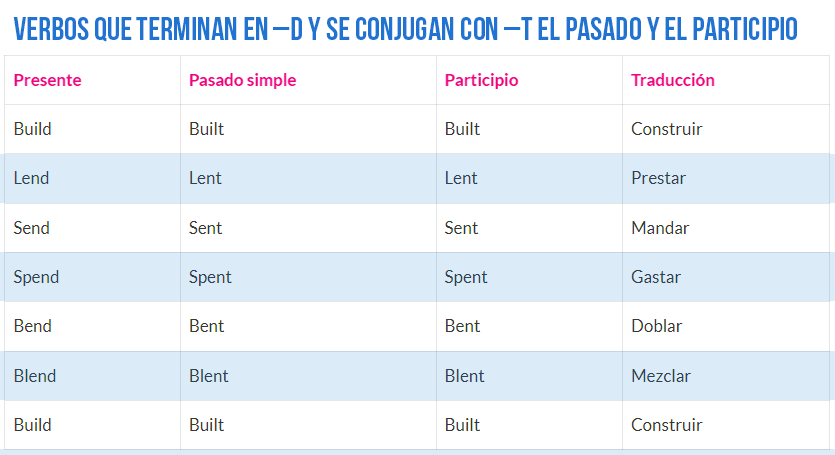 VERBOS QUE TERMINAN EN –D Y SE CONJUGAN CON –T EL PASADO Y EL PARTICIPIO
Presente Pasado simple Participio Traducción
Build Built Built Construir
Lend Lent Lent Prestar
Send Sent Sent Mandar
Spend Spent Spent Gastar
Bend Bent Bent Doblar
Blend Blent Blent Mezclar
Build Built Built Construir